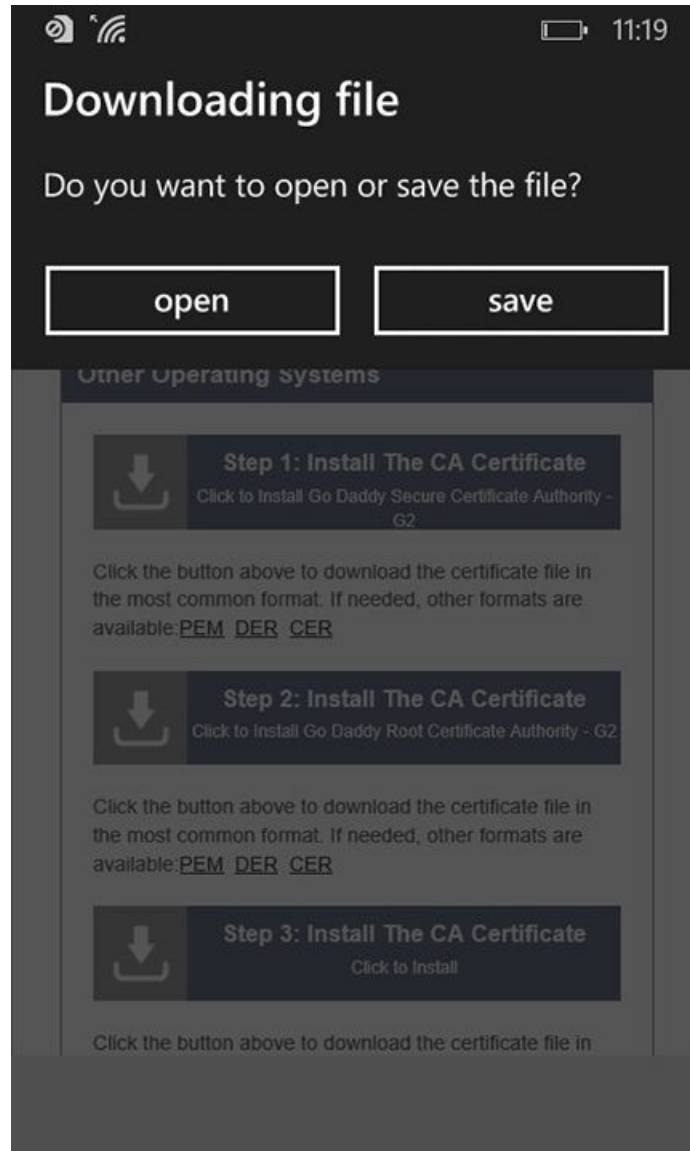 11:19
Downloading file
Do you want to open or save the file?
open
save
Other Operating Systems
Step 1: Install The CA Certificate
Click to Install Go Daddy Secure Certificate Authority -
G2
Click the button above to download the certificate file in
the most common format. If needed, other formats are
available:PEM DER CER
Step 2: Install The CA Certificate
Click to Install Go Daddy Root Certificate Authority - G2
Click the button above to download the certificate file in
the most common format. If needed, other formats are
available:PEM DER CER
Step 3: Install The CA Certificate
Click to Install
Click the button above to download the certificate file in